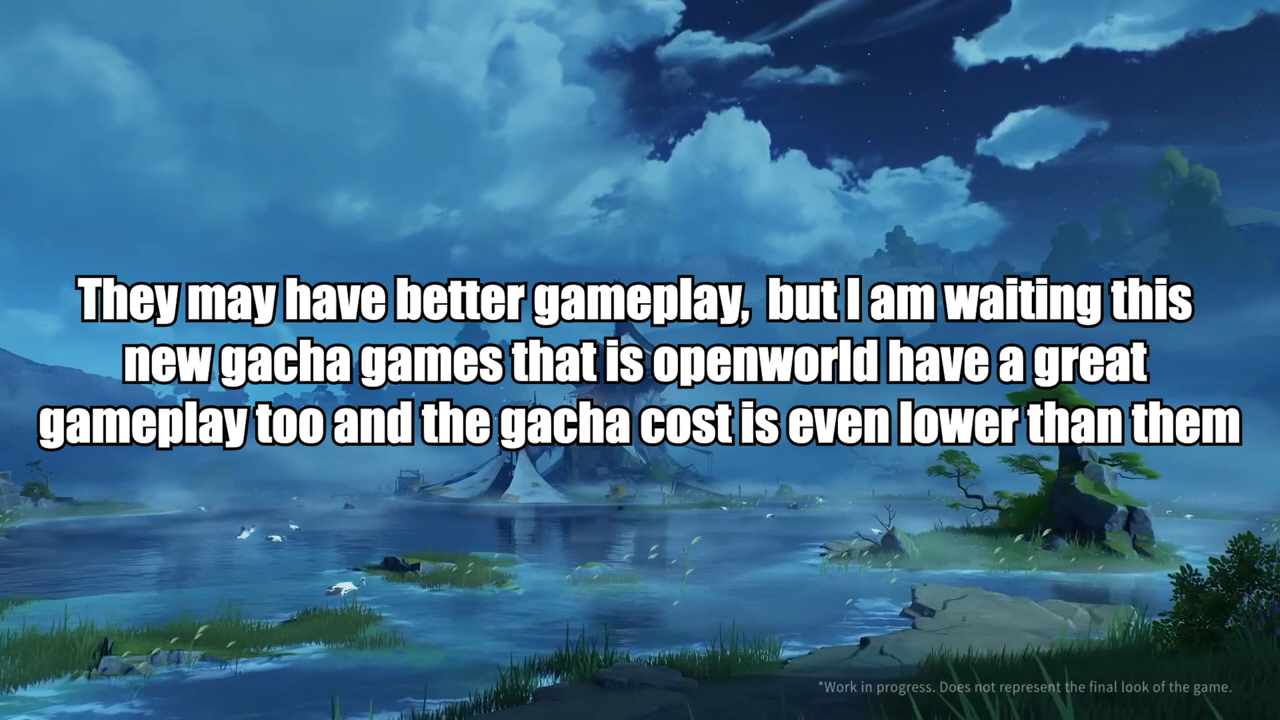 They may have better gameplay,  but I am waiting this
new gacha games that is openworld have a great
gameplay too and the gacha cost is even lower than them
*Work in progress. Does not represent the final look of the game.